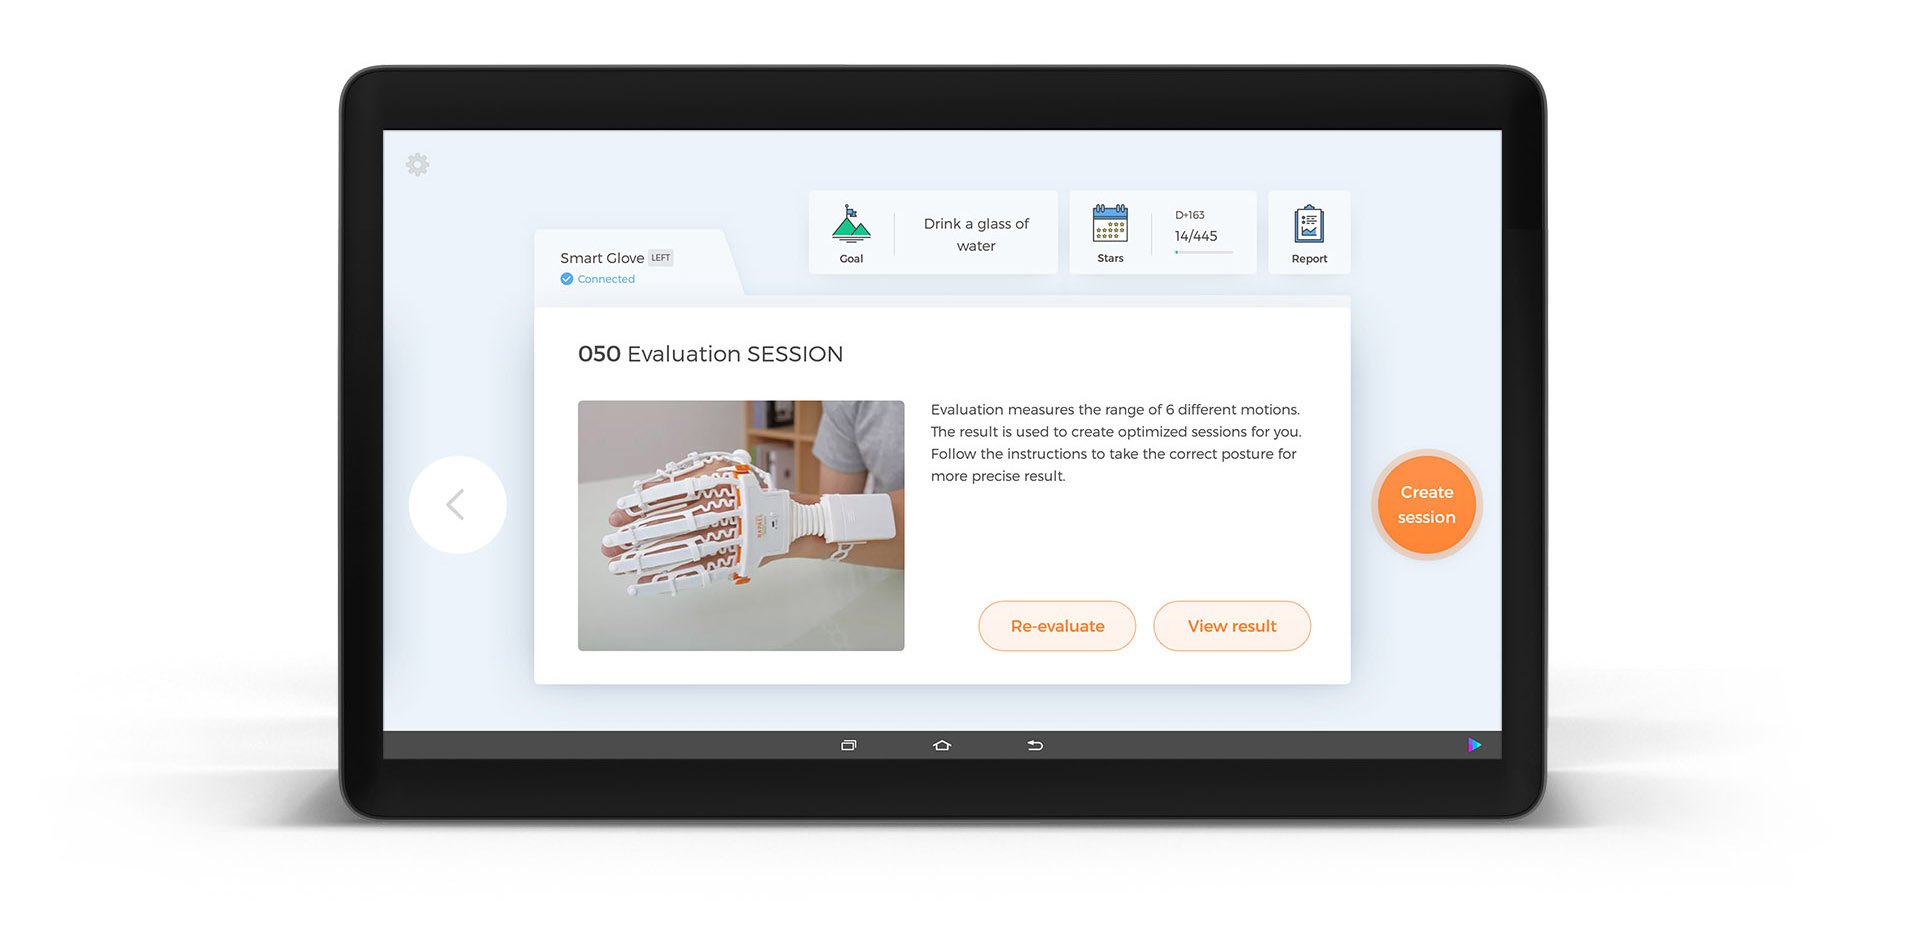 Drink a glass of
water
Goal
D+163
14/445
Stars
Report
Smart Glove LEFT
Connected
050 Evaluation SESSION
Evaluation measures the range of 6 different motions.
The result is used to create optimized sessions for you.
Follow the instructions to take the correct posture for
more precise result.
RAPAEL
Create
session
Re-evaluate
View result